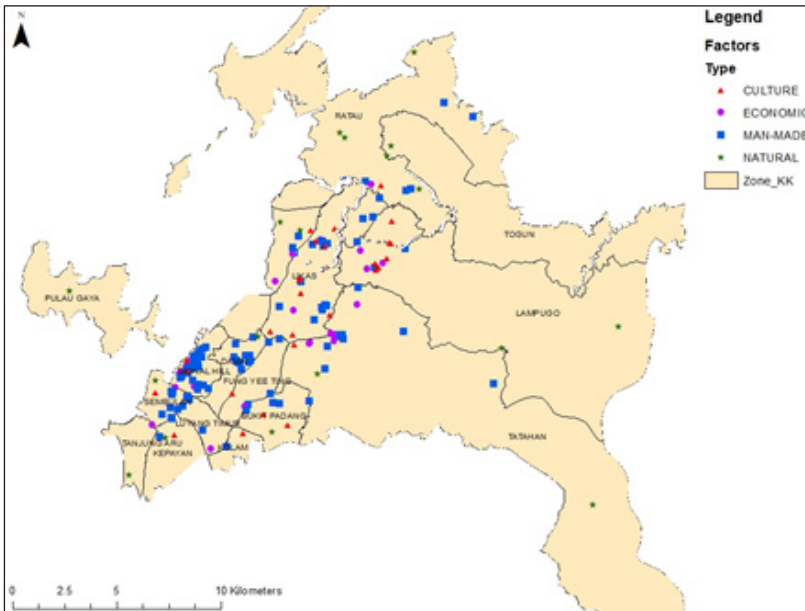 N
Legend
Factors
Type
CULTURE
ECONOMIC
MAN-MADE
NATURAL
Zone_KK
RATAU
TOGUN
LIKAS
PULAU GAYA
LAMPUGO
FUNG YEE TING
SEMBULAN
BUKIT PADANG
LUYANG TIMUR
TATAHAN
TANJUNG ARU
KEPAYAN
0 2.5 5 10 Kilometers